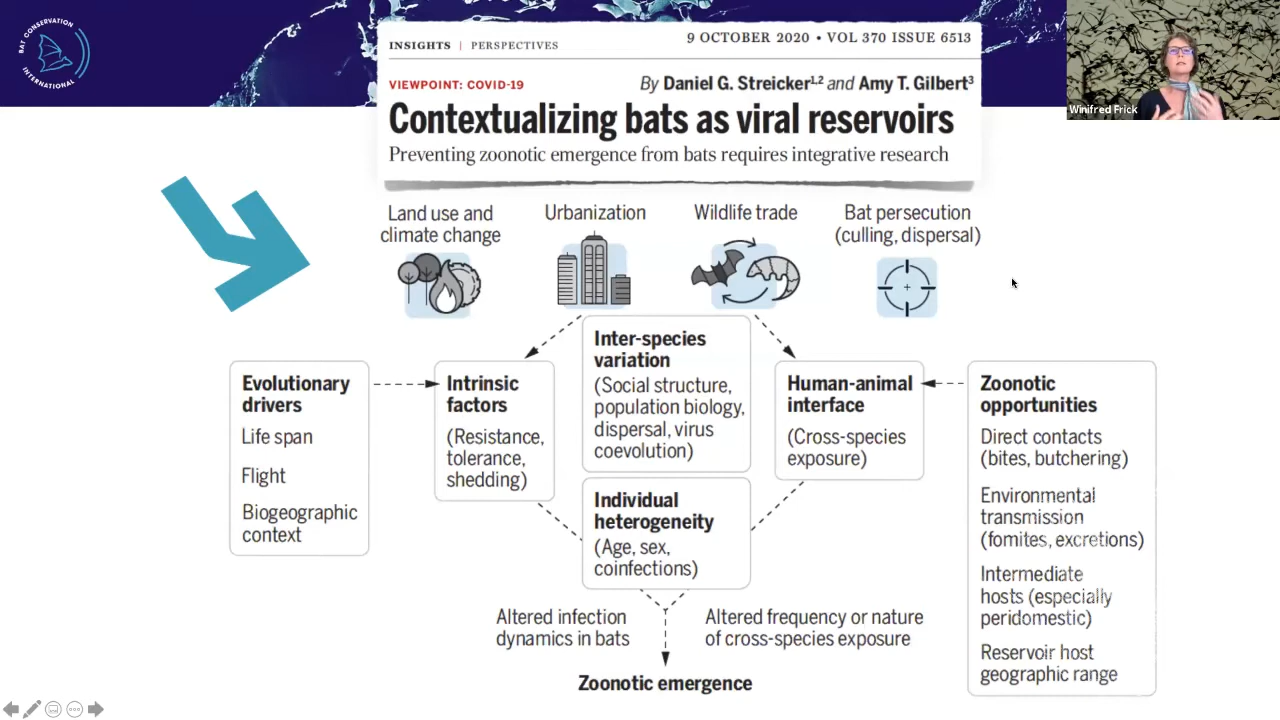 BAT CONSERVATION
INTERNATIONAL
INSIGHTS | PERSPECTIVES
9 OCTOBER 2020 • VOL 370 ISSUE 6513
VIEWPOINT: COVID-19
By Daniel G. Streicker1,2 and Amy T. Gilbert3
Contextualizing bats as viral reservoirs
Preventing zoonotic emergence from bats requires integrative research
Winifred Frick
Land use and
climate change
Urbanization
Wildlife trade
Bat persecution
(culling, dispersal)
Evolutionary
drivers
Life span
Flight
Biogeographic
context
Intrinsic
factors
(Resistance,
tolerance,
shedding)
Inter-species
variation
(Social structure,
population biology,
dispersal, virus
coevolution)
Individual
heterogeneity
(Age, sex,
coinfections)
Human-animal
interface
(Cross-species
exposure)
Zoonotic
opportunities
Direct contacts
(bites, butchering)
Environmental
transmission
(fomites, excretions)
Intermediate
hosts (especially
peridomestic)
Reservoir host
geographic range
Altered infection
dynamics in bats
Altered frequency or nature
of cross-species exposure
Zoonotic emergence